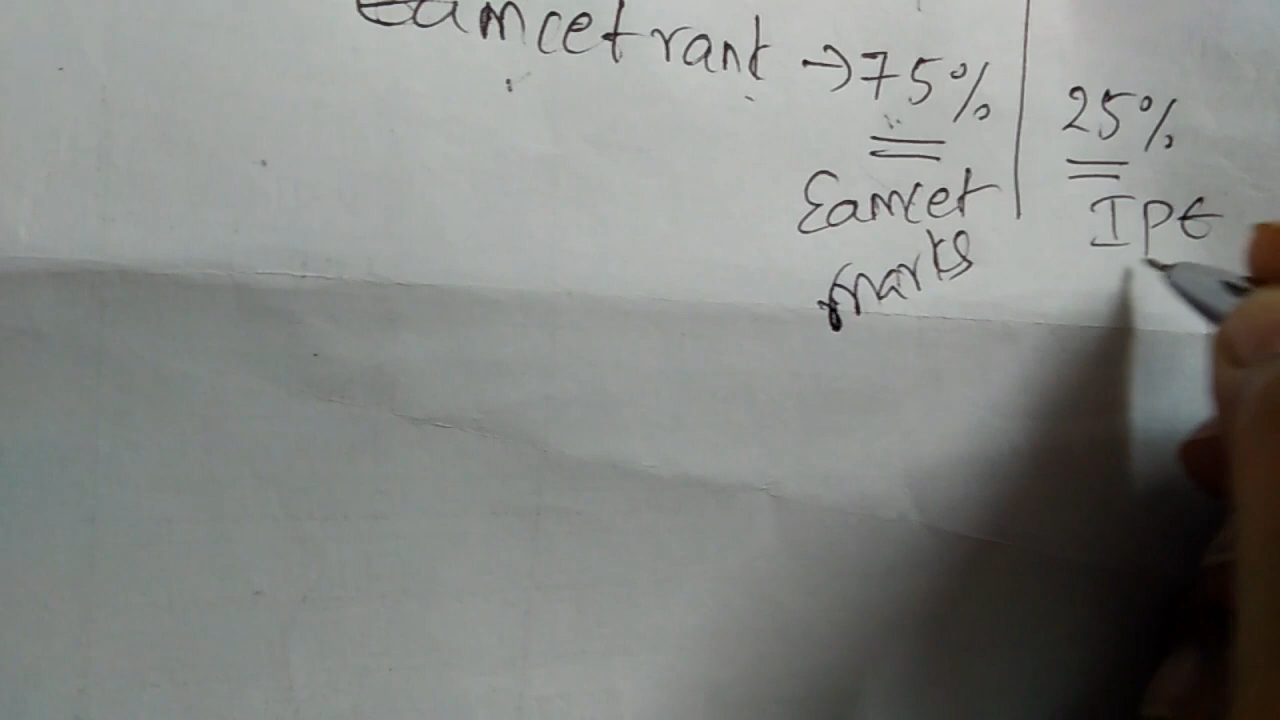 Eamcet rank → 75% | 25%
Eamcet IPE
marks